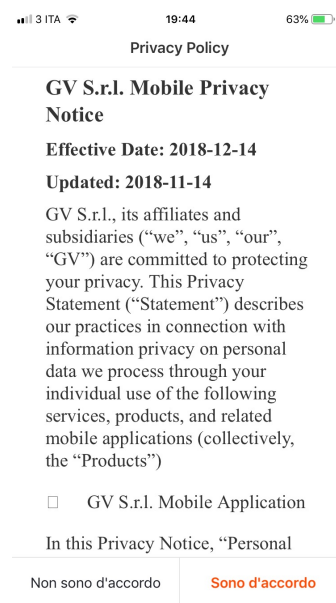 3 ITA 19:44 63%
Privacy Policy
GV S.r.l. Mobile Privacy
Notice
Effective Date: 2018-12-14
Updated: 2018-11-14
GV S.r.l., its affiliates and
subsidiaries (“we”, “us”, “our”,
“GV”) are committed to protecting
your privacy. This Privacy
Statement (“Statement”) describes
our practices in connection with
information privacy on personal
data we process through your
individual use of the following
services, products, and related
mobile applications (collectively,
the “Products”)
GV S.r.l. Mobile Application
In this Privacy Notice, “Personal
Non sono d'accordo Sono d'accordo